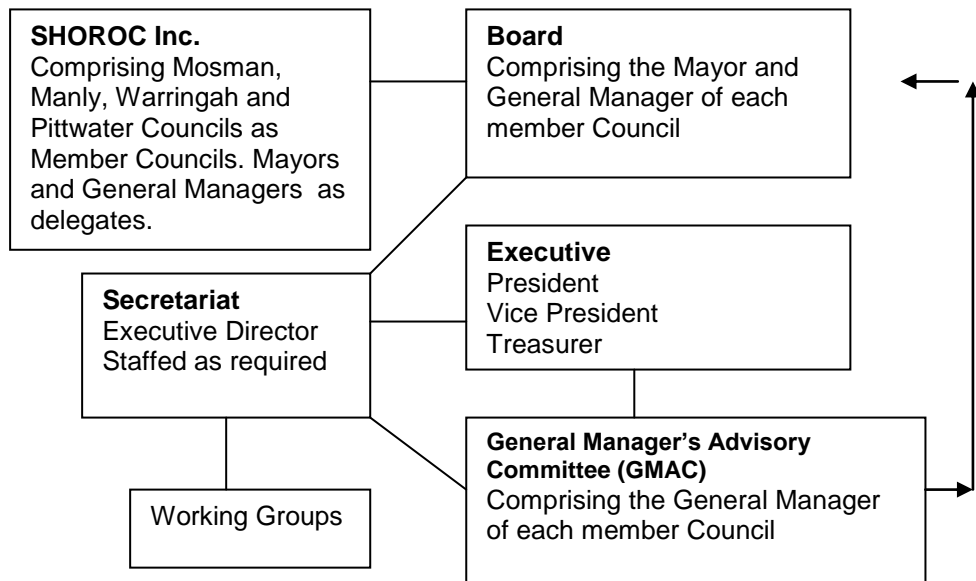 SHOROC Inc.
Comprising Mosman,
Manly, Warringah and
Pittwater Councils as
Member Councils. Mayors
and General Managers as
delegates.
Board
Comprising the Mayor and
General Manager of each
member Council
Executive
President
Vice President
Treasurer
Secretariat
Executive Director
Staffed as required
General Manager's Advisory
Committee (GMAC)
Comprising the General Manager
of each member Council
Working Groups